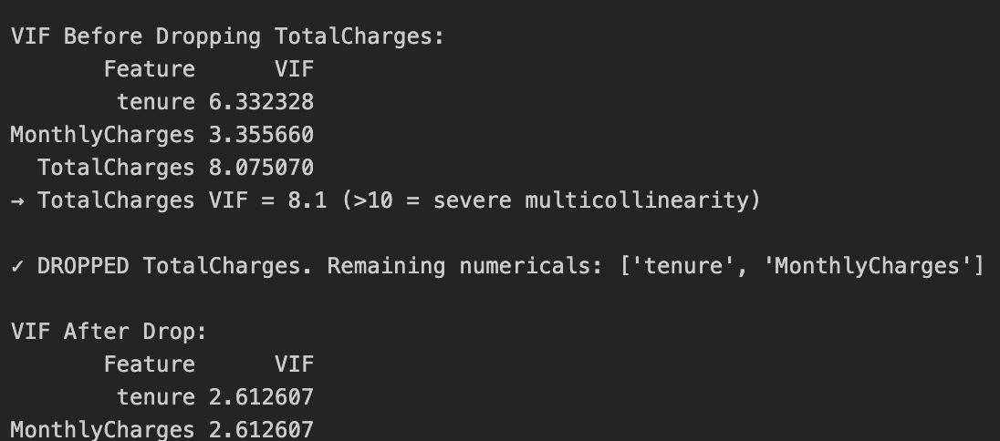 VIF Before Dropping TotalCharges:
Feature VIF
tenure 6.332328
MonthlyCharges 3.355660
TotalCharges 8.075070
→ TotalCharges VIF = 8.1 (>10 = severe multicollinearity)
✓ DROPPED TotalCharges. Remaining numericals: ['tenure', 'MonthlyCharges']
VIF After Drop:
Feature VIF
tenure 2.612607
MonthlyCharges 2.612607